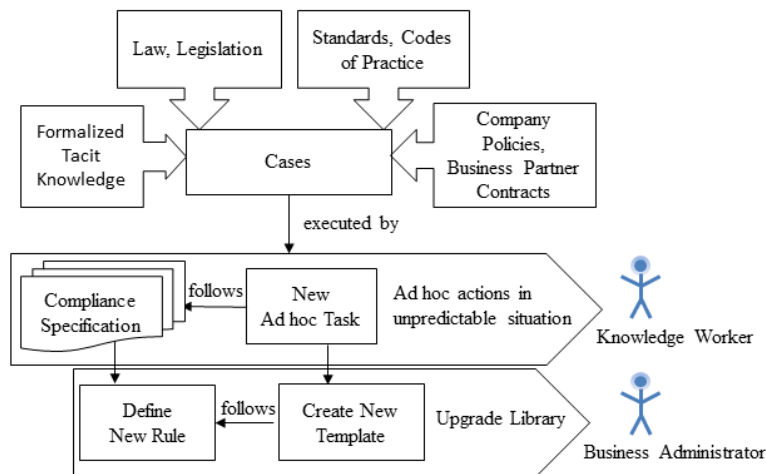 Law, Legislation
Standards, Codes
of Practice
Formalized
Tacit
Knowledge
Cases
Company
Policies,
Business Partner
Contracts
executed by
Compliance
Specification
follows
New
Ad hoc Task
Ad hoc actions in
unpredictable situation
Knowledge Worker
Define
New Rule
follows
Create New
Template
Upgrade Library
Business Administrator